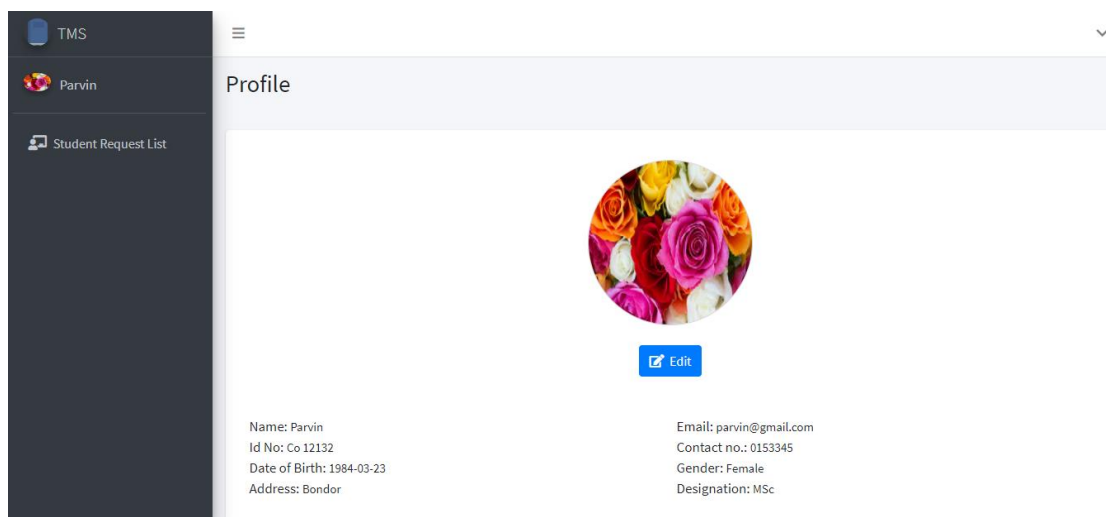 TMS
Parvin
Student Request List
Profile
Edit
Name: Parvin
Id No: Co 12132
Date of Birth: 1984-03-23
Address: Bondor
Email: parvin@gmail.com
Contact no.: 0153345
Gender: Female
Designation: MSc